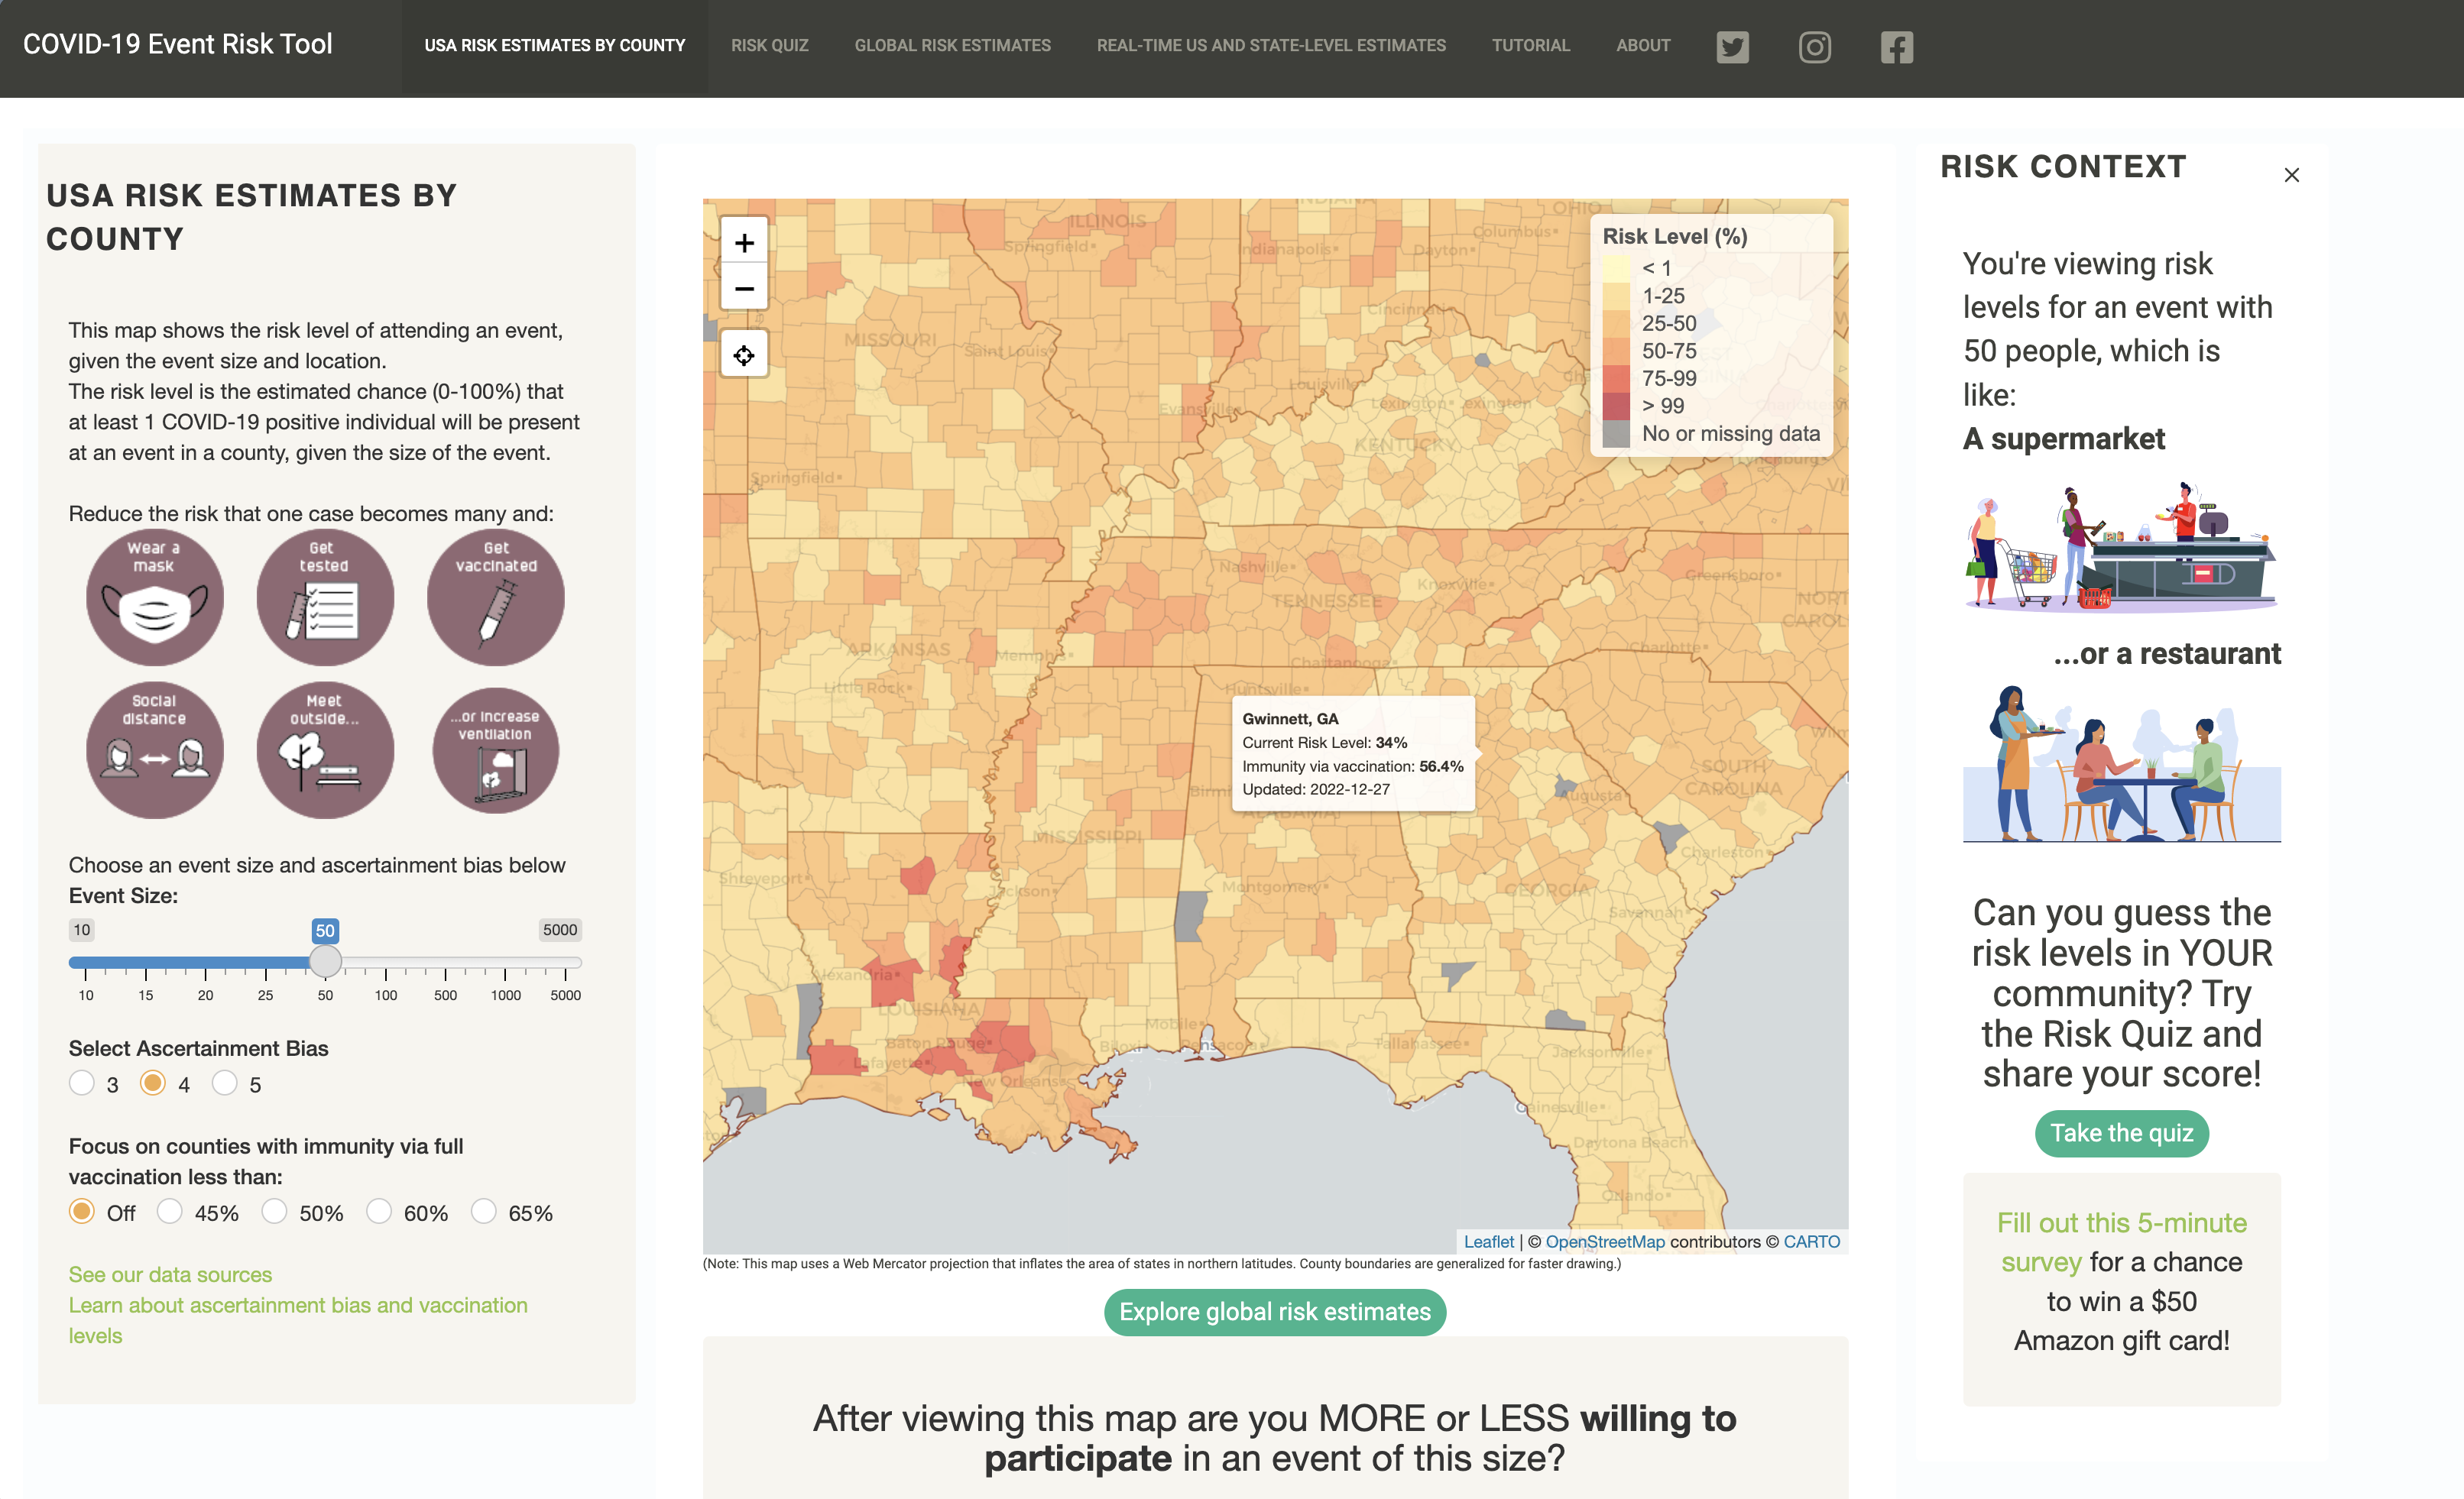 COVID-19 Event Risk Tool
USA RISK ESTIMATES BY COUNTY
RISK QUIZ
GLOBAL RISK ESTIMATES
REAL-TIME US AND STATE-LEVEL ESTIMATES
TUTORIAL
ABOUT
USA RISK ESTIMATES BY
COUNTY
This map shows the risk level of attending an event,
given the event size and location.
The risk level is the estimated chance (0-100%) that
at least 1 COVID-19 positive individual will be present
at an event in a county, given the size of the event.
Reduce the risk that one case becomes many and:
Wear a
mask
Get
tested
Get
vaccinated
Social
distance
Meet
outside...
...or increase
ventilation
Choose an event size and ascertainment bias below
Event Size:
10
50
5000
10 15 20 25 50 100 500 1000 5000
Select Ascertainment Bias
3 4 5
Focus on counties with immunity via full
vaccination less than:
Off 45% 50% 60% 65%
See our data sources
Learn about ascertainment bias and vaccination
levels
+
−
INDIANA
OHIO
ILLINOIS
Springfield
Indianapolis
Dayton
Columbus
Cincinnati
MISSOURI
Saint Louis
Louisville
Evansville
Lexington
KENTUCKY
Springfield
Lynchburg
Nashville
Knoxville
TENNESSEE
Greensboro
ARKANSAS
Memphis
Chattanooga
Charlotte
Little Rock
Huntsville
SOUTH
CAROLINA
Augusta
ALABAMA
MISSISSIPPI
Charleston
Shreveport
Jackson
Montgomery
GEORGIA
Savannah
Alexandria
LOUISIANA
Mobile
Baton Rouge
Biloxi
Pensacola
Tallahassee
Jacksonville
Lafayette
New Orleans
Gainesville
Daytona Beach
Orlando
Risk Level (%)
< 1
1-25
25-50
50-75
75-99
> 99
No or missing data
Gwinnett, GA
Current Risk Level: 34%
Immunity via vaccination: 56.4%
Updated: 2022-12-27
Leaflet | © OpenStreetMap contributors © CARTO
(Note: This map uses a Web Mercator projection that inflates the area of states in northern latitudes. County boundaries are generalized for faster drawing.)
Explore global risk estimates
After viewing this map are you MORE or LESS willing to
participate in an event of this size?
RISK CONTEXT
×
You're viewing risk
levels for an event with
50 people, which is
like:
A supermarket
...or a restaurant
Can you guess the
risk levels in YOUR
community? Try
the Risk Quiz and
share your score!
Take the quiz
Fill out this 5-minute
survey for a chance
to win a $50
Amazon gift card!